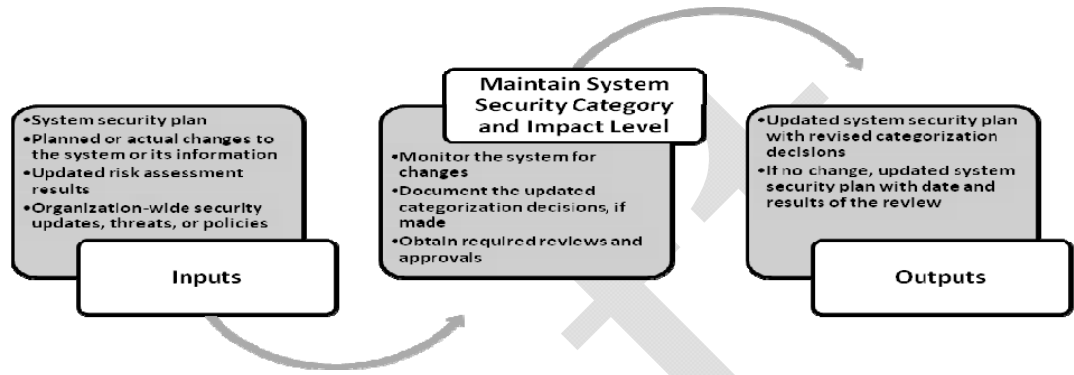 •System security plan
•Planned or actual changes to
the system or its information
•Updated risk assessment
results
•Organization-wide security
updates, threats, or policies
Inputs
Maintain System
Security Category
and Impact Level
•Monitor the system for
changes
•Document the updated
categorization decisions, if
made
•Obtain required reviews and
approvals
•Updated system security plan
with revised categorization
decisions
•If no change, updated system
security plan with date and
results of the review
Outputs